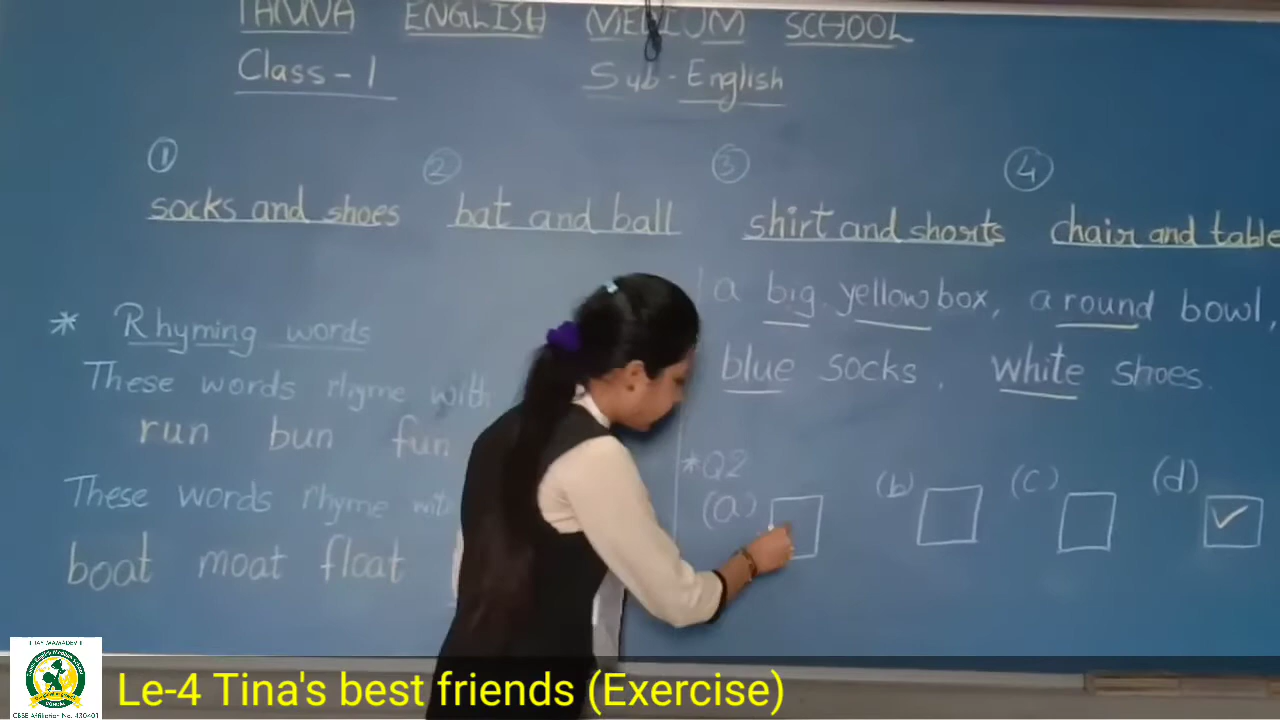 TANNA ENGLISH MEDIUM SCHOOL
Class-1 Sub-English
① ② ③ ④
socks and shoes bat and ball shirt and shorts chair and table
a big yellow box, a round bowl,
* Rhyming words
blue socks, white shoes.
These words rhyme with
run bun fun
*Q2
(a) (b) (c) (d) ✓
These words rhyme
boat moat float
Le-4 Tina's best friends (Exercise)